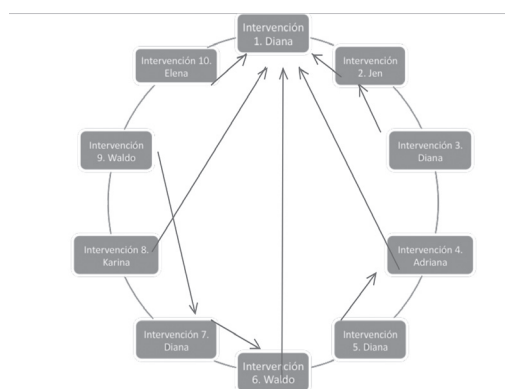 Intervención
1. Diana
Intervención
2. Jen
Intervención 3.
Diana
Intervención 4.
Adriana
Intervención
5. Diana
Intervención
6. Waldo
Intervención 7.
Diana
Intervención 8.
Karina
Intervención
9. Waldo
Intervención 10.
Elena